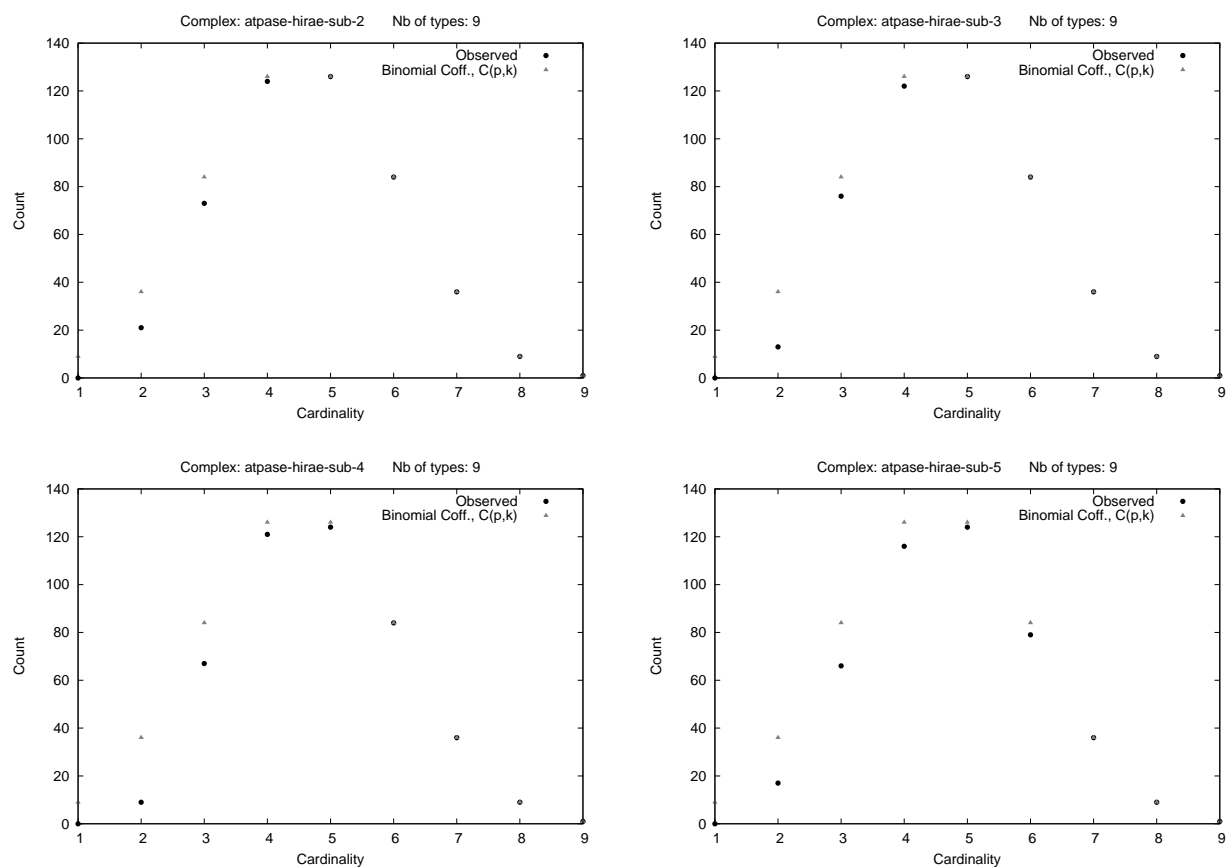 Complex: atpase-hirae-sub-2 Nb of types: 9
140
120
100
80
60
40
20
0
Count
Observed
Binomial Coff., C(p,k)
1 2 3 4 5 6 7 8 9
Cardinality
Complex: atpase-hirae-sub-3 Nb of types: 9
140
120
100
80
60
40
20
0
Count
Observed
Binomial Coff., C(p,k)
1 2 3 4 5 6 7 8 9
Cardinality
Complex: atpase-hirae-sub-4 Nb of types: 9
140
120
100
80
60
40
20
0
Count
Observed
Binomial Coff., C(p,k)
1 2 3 4 5 6 7 8 9
Cardinality
Complex: atpase-hirae-sub-5 Nb of types: 9
140
120
100
80
60
40
20
0
Count
Observed
Binomial Coff., C(p,k)
1 2 3 4 5 6 7 8 9
Cardinality